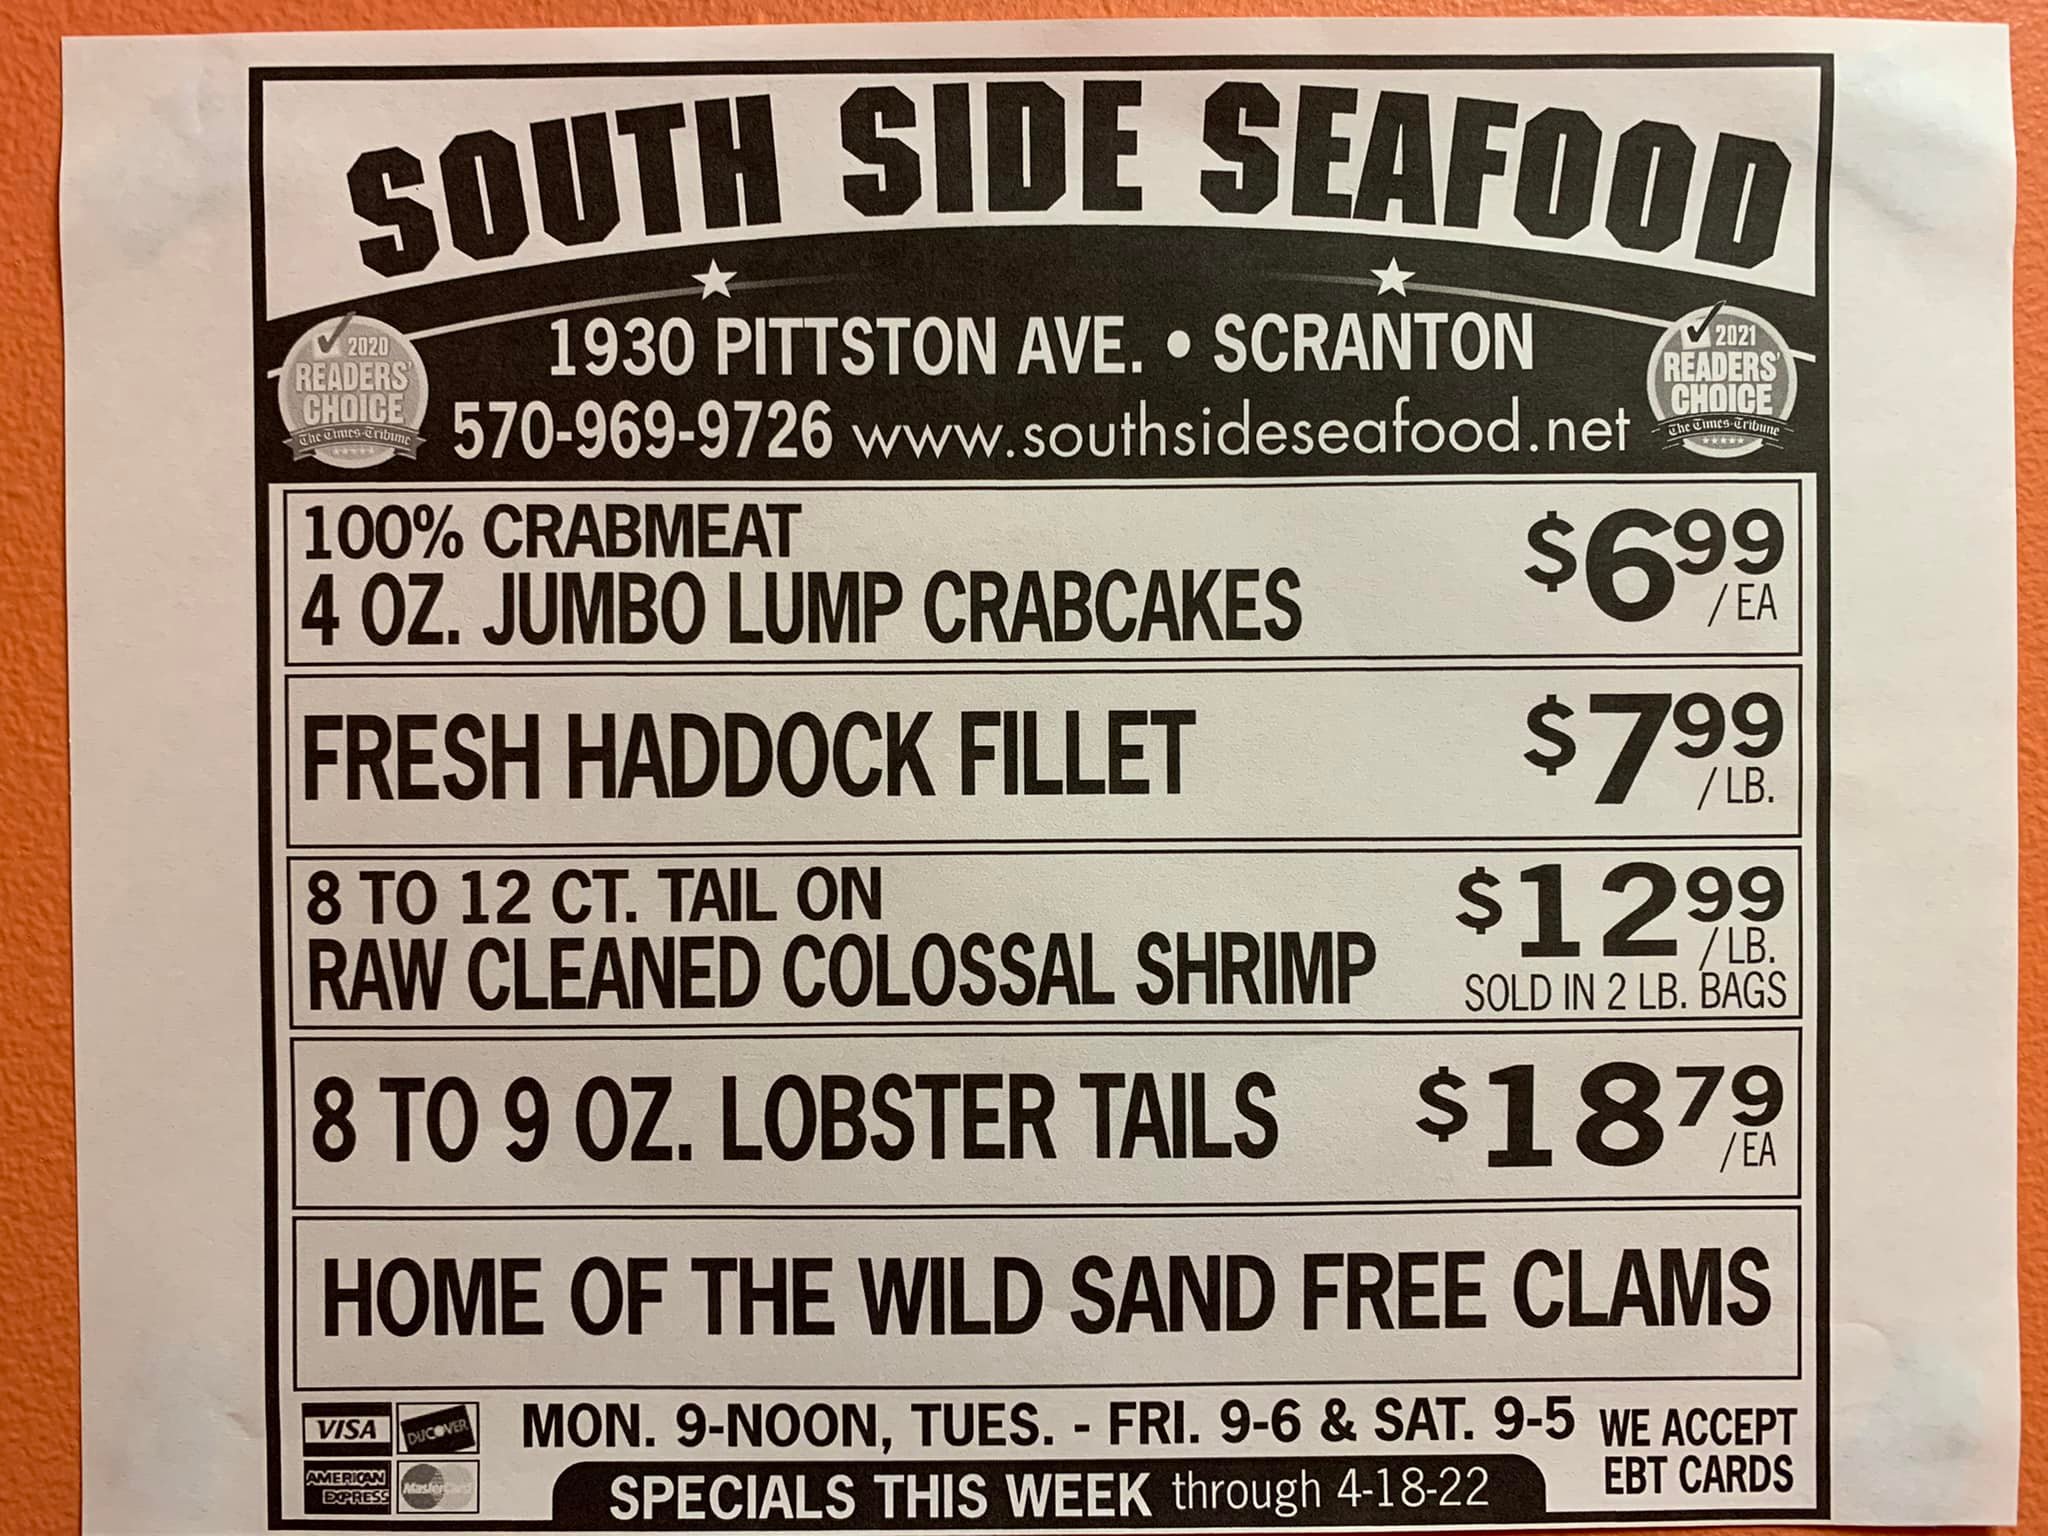 SOUTH SIDE SEAFOOD
1930 PITTSTON AVE. • SCRANTON
570-969-9726 www.southsideseafood.net
2020
READERS'
CHOICE
The Times-Tribune
2021
READERS'
CHOICE
The Times-Tribune
100% CRABMEAT
4 OZ. JUMBO LUMP CRABCAKES
$6.99
/ EA
FRESH HADDOCK FILLET
$7.99
/ LB.
8 TO 12 CT. TAIL ON
RAW CLEANED COLOSSAL SHRIMP
$12.99
/ LB.
SOLD IN 2 LB. BAGS
8 TO 9 OZ. LOBSTER TAILS
$18.79
/ EA
HOME OF THE WILD SAND FREE CLAMS
VISA
DISCOVER
AMERICAN
EXPRESS
MasterCard
MON. 9-NOON, TUES. - FRI. 9-6 & SAT. 9-5
SPECIALS THIS WEEK through 4-18-22
WE ACCEPT
EBT CARDS